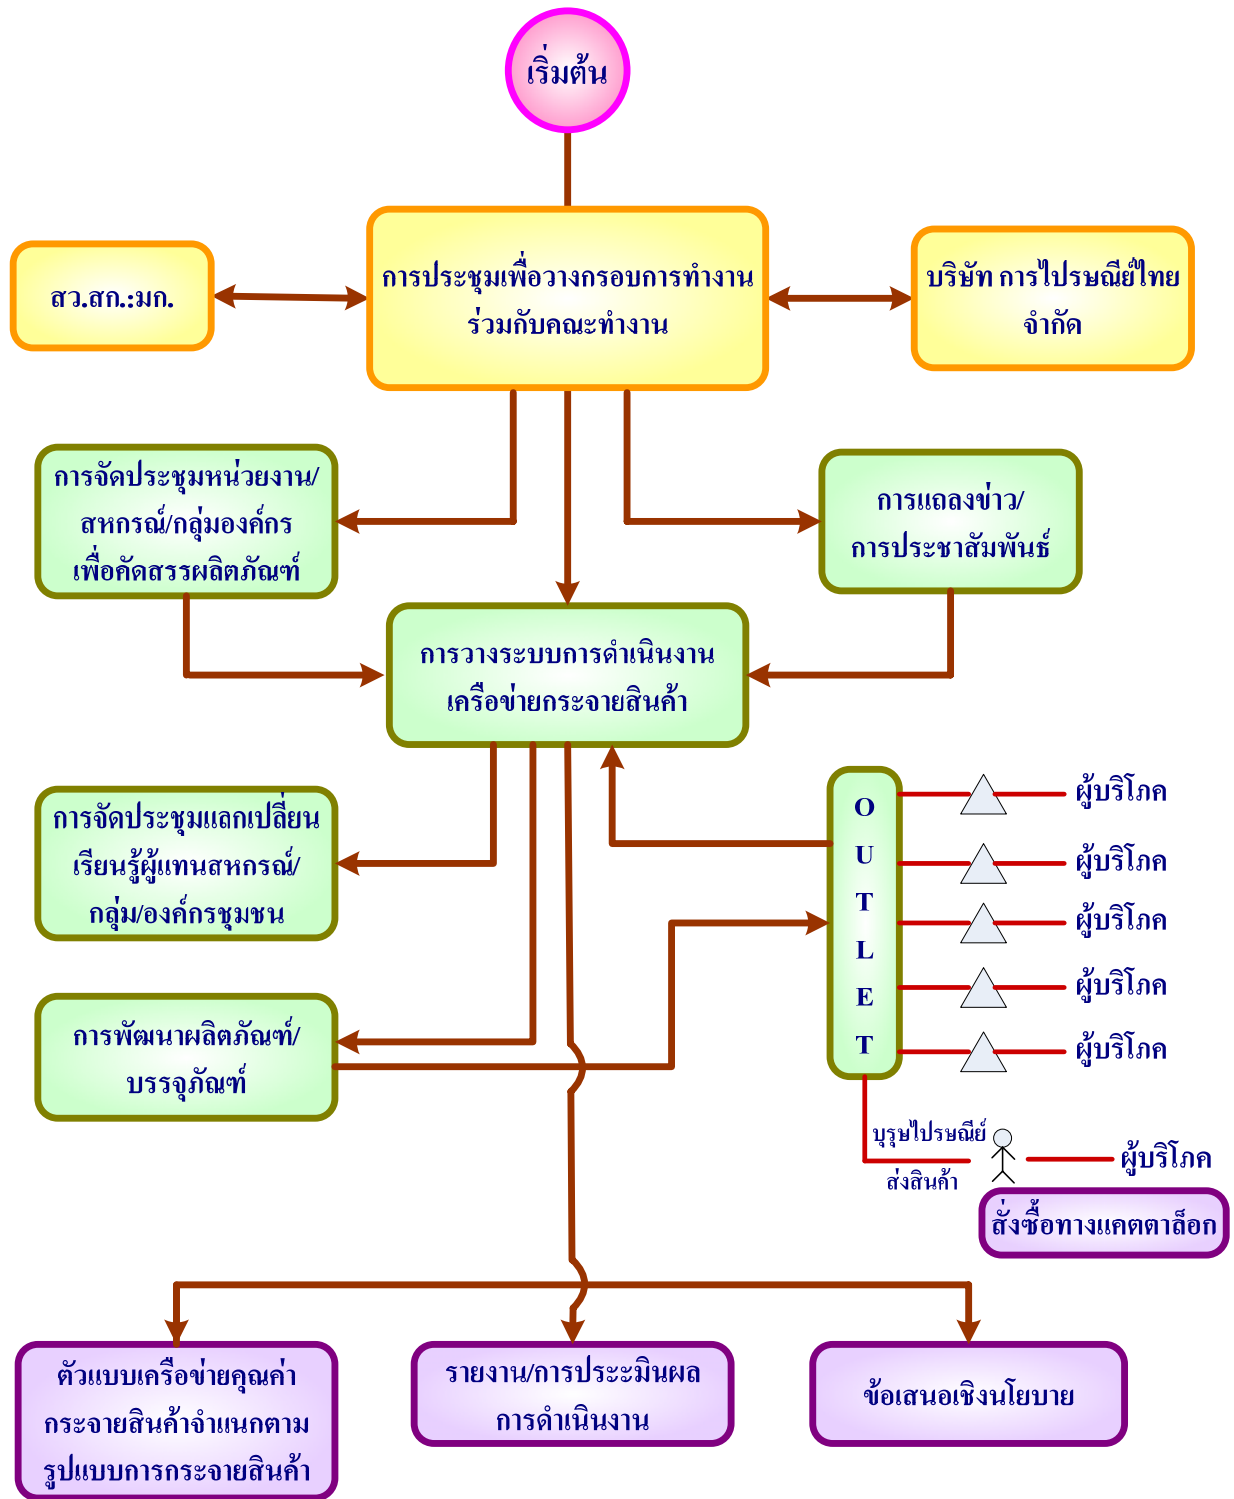 เริ่มต้น
สว.สก.:มก.
การประชุมเพื่อวางกรอบการทำงาน
ร่วมกับคณะทำงาน
บริษัท การไปรษณีย์ไทย
จำกัด
การจัดประชุมหน่วยงาน/
สหกรณ์/กลุ่มองค์กร
เพื่อคัดสรรผลิตภัณฑ์
การแถลงข่าว/
การประชาสัมพันธ์
การวางระบบการดำเนินงาน
เครือข่ายกระจายสินค้า
การจัดประชุมแลกเปลี่ยน
เรียนรู้ผู้แทนสหกรณ์/
กลุ่ม/องค์กรชุมชน
การพัฒนาผลิตภัณฑ์/
บรรจุภัณฑ์
O
U
T
L
E
T
ผู้บริโภค
ผู้บริโภค
ผู้บริโภค
ผู้บริโภค
ผู้บริโภค
บุรุษไปรษณีย์
ส่งสินค้า
ผู้บริโภค
สั่งซื้อทางแคตตาล็อก
ตัวแบบเครือข่ายคุณค่า
กระจายสินค้าจำแนกตาม
รูปแบบการกระจายสินค้า
รายงาน/การประะมินผล
การดำเนินงาน
ข้อเสนอเชิงนโยบาย